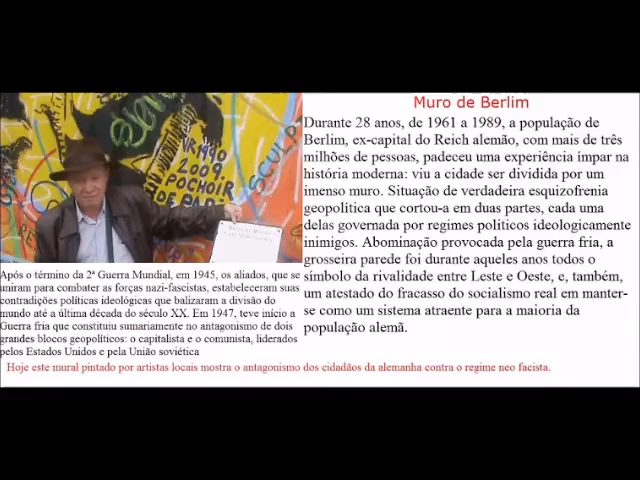 Muro de Berlim
Durante 28 anos, de 1961 a 1989, a população de
Berlim, ex-capital do Reich alemão, com mais de três
milhões de pessoas, padeceu uma experiência ímpar na
história moderna: viu a cidade ser dividida por um
imenso muro. Situação de verdadeira esquizofrenia
geopolítica que cortou-a em duas partes, cada uma
delas governada por regimes politicos ideologicamente
inimigos. Abominação provocada pela guerra fria, a
grosseira parede foi durante aqueles anos todos o
símbolo da rivalidade entre Leste e Oeste, e, também,
um atestado do fracasso do socialismo real em manter-
se como um sistema atraente para a maioria da
população alemã.
VR1990
2009
POCHOIR
DE PAR
SCULP
Após o término da 2ª Guerra Mundial, em 1945, os aliados, que se
uniram para combater as forças nazi-fascistas, estabeleceram suas
contradições políticas ideológicas que balizaram a divisão do
mundo até a última década do século XX. Em 1947, teve início a
Guerra fria que constituiu sumariamente no antagonismo de dois
grandes blocos geopolíticos: o capitalista e o comunista, liderados
pelos Estados Unidos e pela União soviética
Hoje este mural pintado por artistas locais mostra o antagonismo dos cidadãos da alemanha contra o regime neo facista.